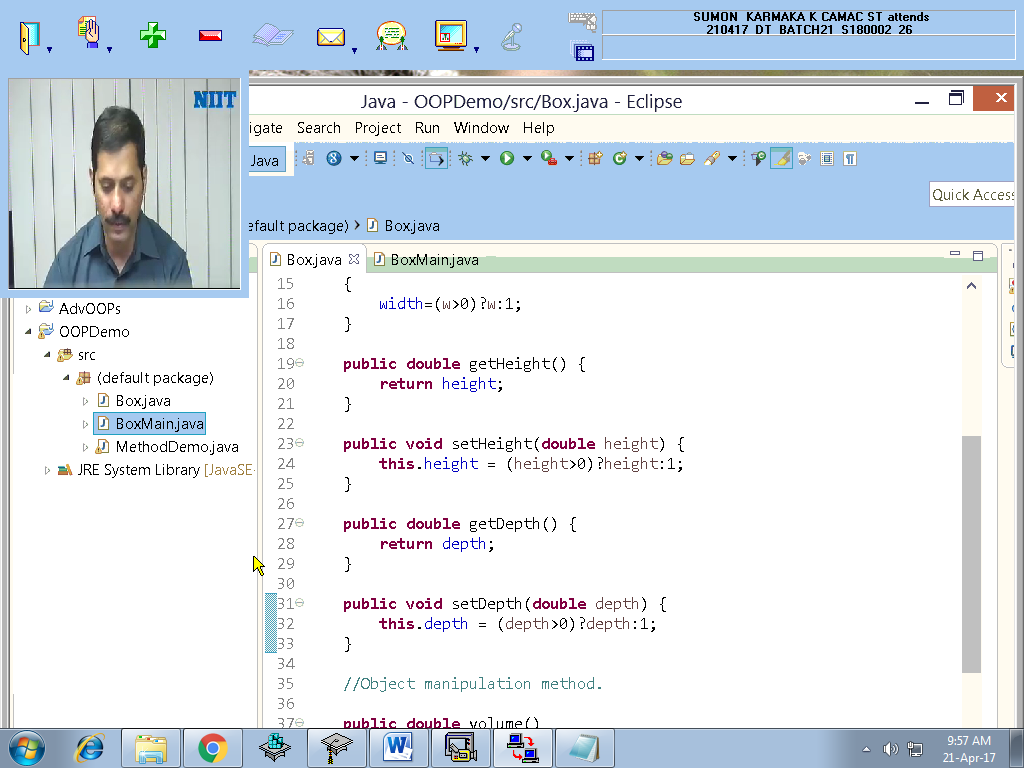 SUMON KARMAKA K CAMAC ST attends
210417 DT BATCH21 S180002 26
NIIT
Java - OOPDemo/src/Box.java - Eclipse
igate Search Project Run Window Help
Java
Quick Access
efault package) Box.java
Box.java BoxMain.java
AdvOOPs
OOPDemo
src
(default package)
Box.java
BoxMain.java
MethodDemo.java
JRE System Library [JavaSE-
15 {
16 width=(w>0)?w:1;
17 }
18
19 public double getHeight() {
20 return height;
21 }
22
23 public void setHeight(double height) {
24 this.height = (height>0)?height:1;
25 }
26
27 public double getDepth() {
28 return depth;
29 }
30
31 public void setDepth(double depth) {
32 this.depth = (depth>0)?depth:1;
33 }
34
35 //Object manipulation method.
36
37 public double volume()
9:57 AM
21-Apr-17